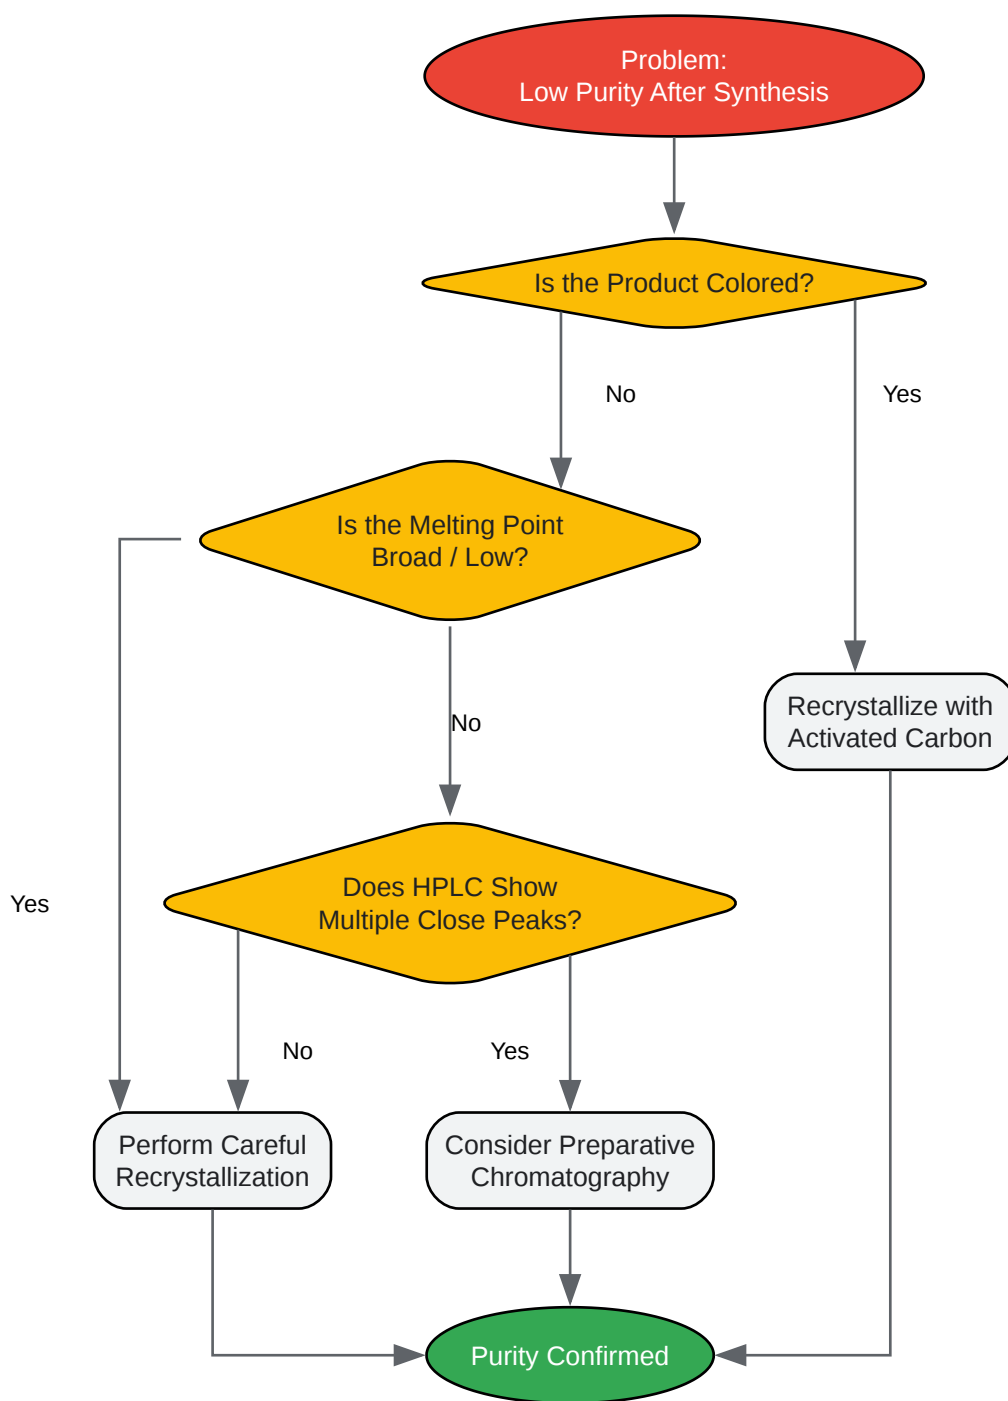 Problem:
Low Purity After Synthesis
Is the Product Colored?
No
Yes
Is the Melting Point
Broad / Low?
Recrystallize with
Activated Carbon
No
Does HPLC Show
Multiple Close Peaks?
Yes
No
Yes
Perform Careful
Recrystallization
Consider Preparative
Chromatography
Purity Confirmed